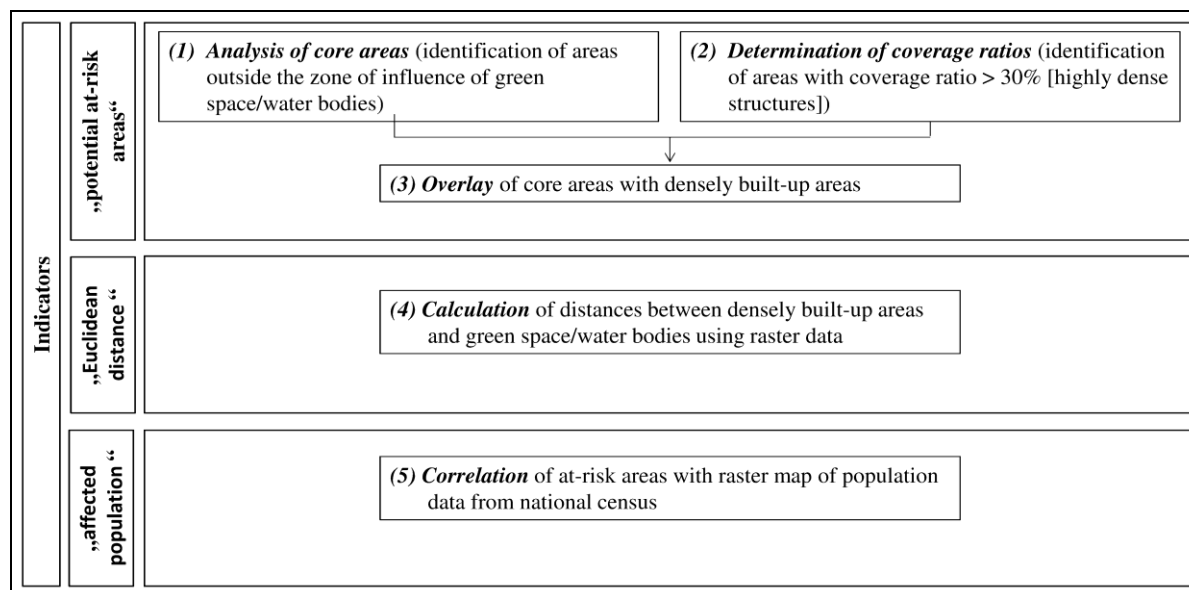 Indicators
„potential at-risk
areas“
(1) Analysis of core areas (identification of areas
outside the zone of influence of green
space/water bodies)
(2) Determination of coverage ratios (identification
of areas with coverage ratio > 30% [highly dense
structures])
(3) Overlay of core areas with densely built-up areas
„Euclidean
distance“
(4) Calculation of distances between densely built-up areas
and green space/water bodies using raster data
„affected
population“
(5) Correlation of at-risk areas with raster map of population
data from national census